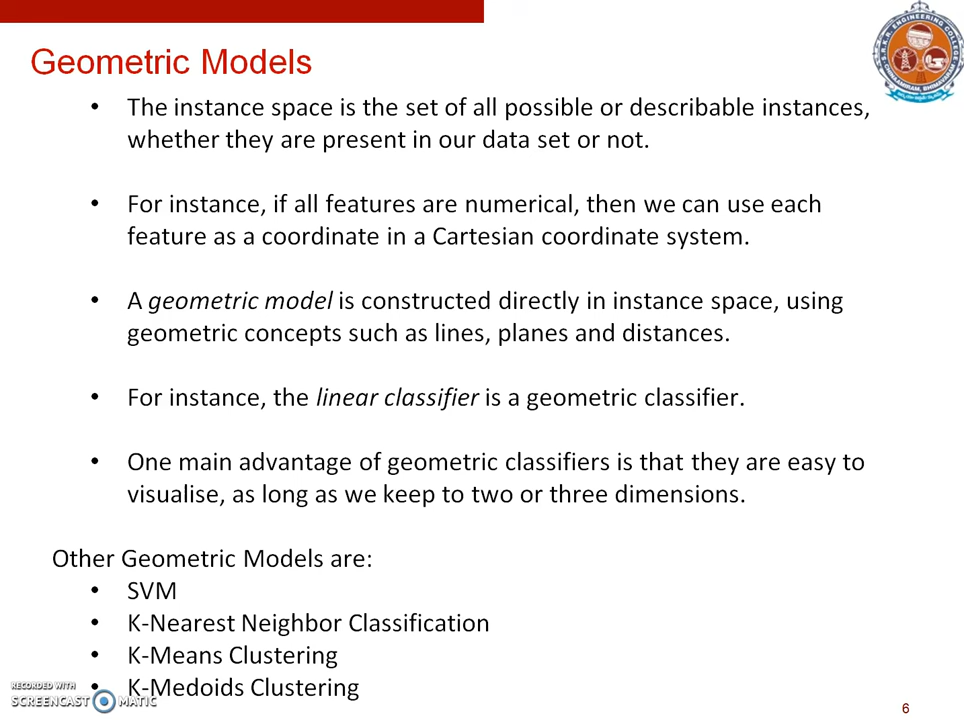 Geometric Models
• The instance space is the set of all possible or describable instances,
whether they are present in our data set or not.
• For instance, if all features are numerical, then we can use each
feature as a coordinate in a Cartesian coordinate system.
• A geometric model is constructed directly in instance space, using
geometric concepts such as lines, planes and distances.
• For instance, the linear classifier is a geometric classifier.
• One main advantage of geometric classifiers is that they are easy to
visualise, as long as we keep to two or three dimensions.
Other Geometric Models are:
• SVM
• K-Nearest Neighbor Classification
• K-Means Clustering
• K-Medoids Clustering
RECORDED WITH
SCREENCAST MATIC
6